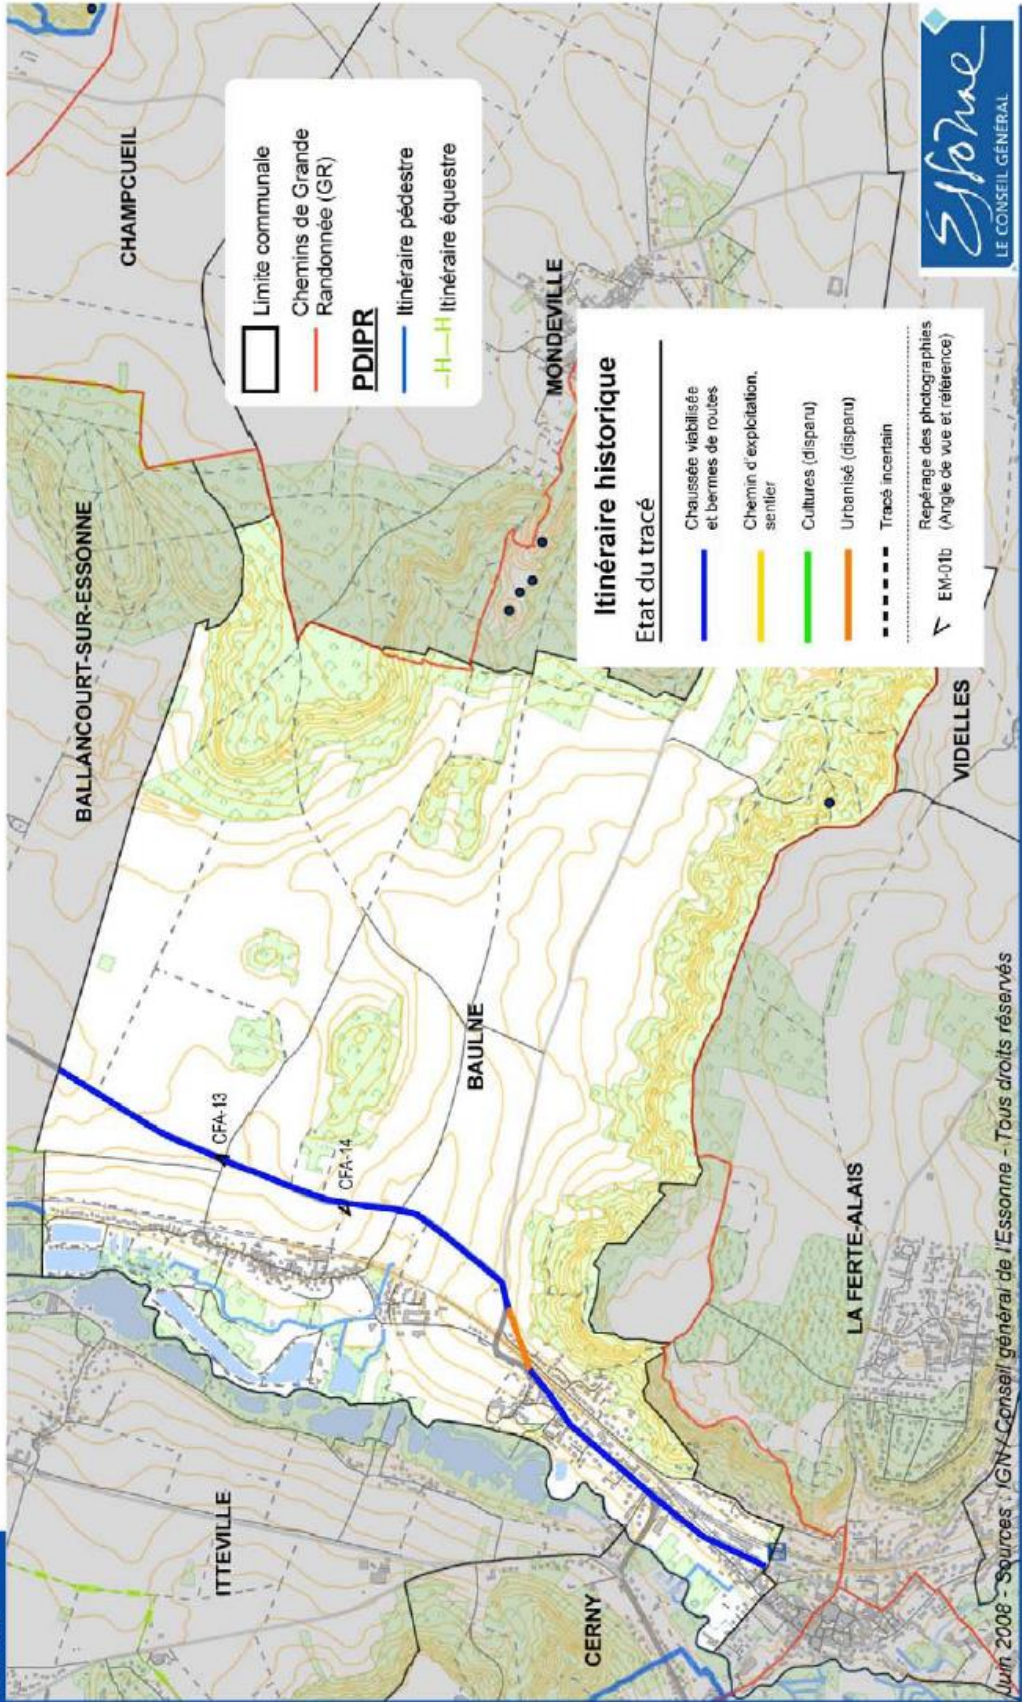 CHAMPCUEIL
BALLANCOURT-SUR-ESSONNE
Limite communale
Chemins de Grande
Randonnée (GR)
PDIPR
Itinéraire pédestre
-H—H Itinéraire équestre
MONDEVILLE
Itinéraire historique
Etat du tracé
Chaussée viabilisée
et bermes de routes
Chemin d'exploitation,
sentier
Cultures (disparu)
Urbanisé (disparu)
Tracé incertain
Repérage des photographies
EM-01b (Angle de vue et référence)
VIDELLES
BAULNE
CFA-13
CFA-14
ITTEVILLE
CERNY
LA FERTE-ALAIS
Juin 2008 - Sources : IGN / Conseil général de l'Essonne - Tous droits réservés
Essonne
LE CONSEIL GÉNÉRAL